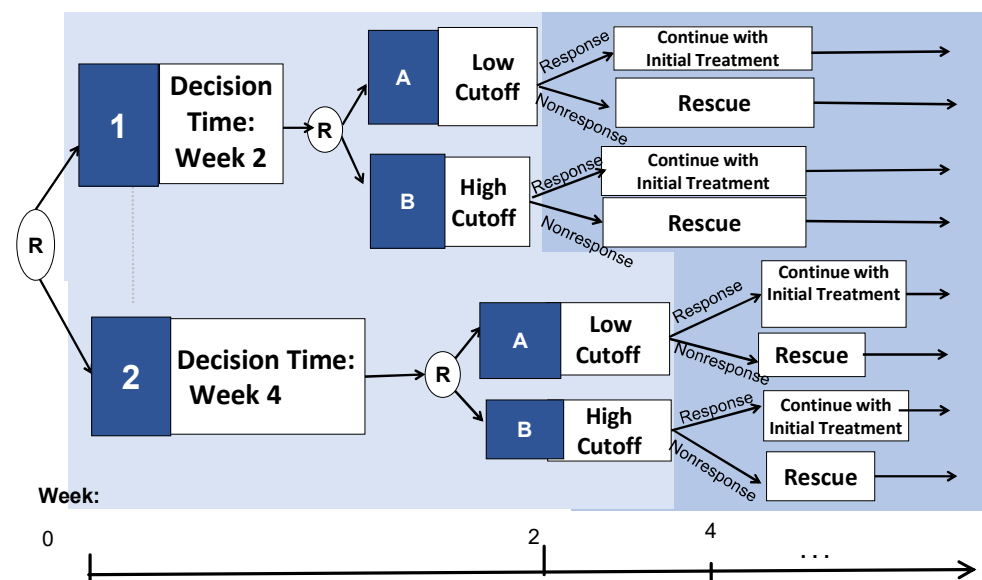 1
Decision
Time:
Week 2
R
A
Low
Cutoff
Response
Continue with
Initial Treatment
Nonresponse
Rescue
B
High
Cutoff
Response
Continue with
Initial Treatment
Nonresponse
Rescue
R
2
Decision Time:
Week 4
R
A
Low
Cutoff
Response
Continue with
Initial Treatment
Nonresponse
Rescue
B
High
Cutoff
Response
Continue with
Initial Treatment
Nonresponse
Rescue
Week:
0
2
4
...